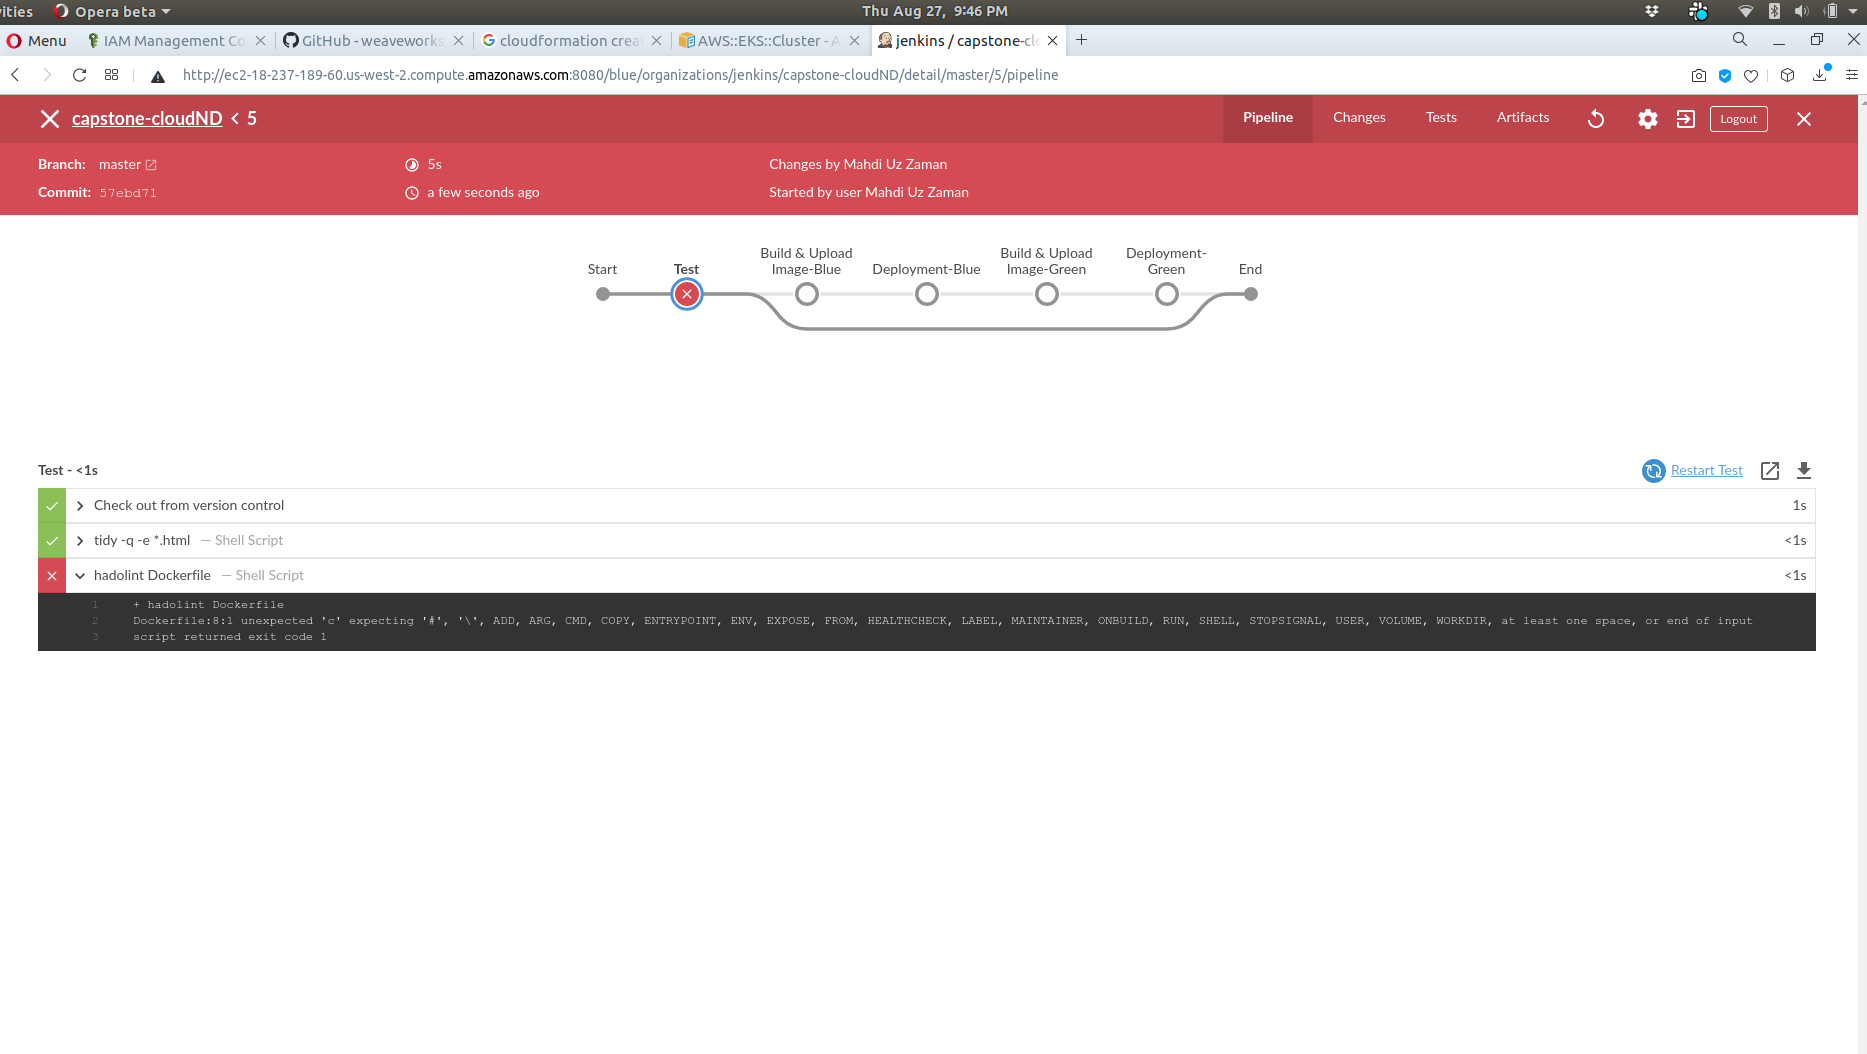 ities Opera beta Thu Aug 27, 9:46 PM
Menu IAM Management Co GitHub - weaveworks cloudformation crea AWS::EKS::Cluster - A jenkins / capstone-clo
http://ec2-18-237-189-60.us-west-2.compute.amazonaws.com:8080/blue/organizations/jenkins/capstone-cloudND/detail/master/5/pipeline
capstone-cloudND < 5 Pipeline Changes Tests Artifacts Logout
Branch: master 5s Changes by Mahdi Uz Zaman
Commit: 57ebd71 a few seconds ago Started by user Mahdi Uz Zaman
Start Test Build & Upload Image-Blue Deployment-Blue Build & Upload Image-Green Deployment-Green End
Test - <1s Restart Test
Check out from version control 1s
tidy -q -e *.html — Shell Script <1s
hadolint Dockerfile — Shell Script <1s
1 + hadolint Dockerfile
2 Dockerfile:8:1 unexpected 'c' expecting '#', '\', ADD, ARG, CMD, COPY, ENTRYPOINT, ENV, EXPOSE, FROM, HEALTHCHECK, LABEL, MAINTAINER, ONBUILD, RUN, SHELL, STOPSIGNAL, USER, VOLUME, WORKDIR, at least one space, or end of input
3 script returned exit code 1